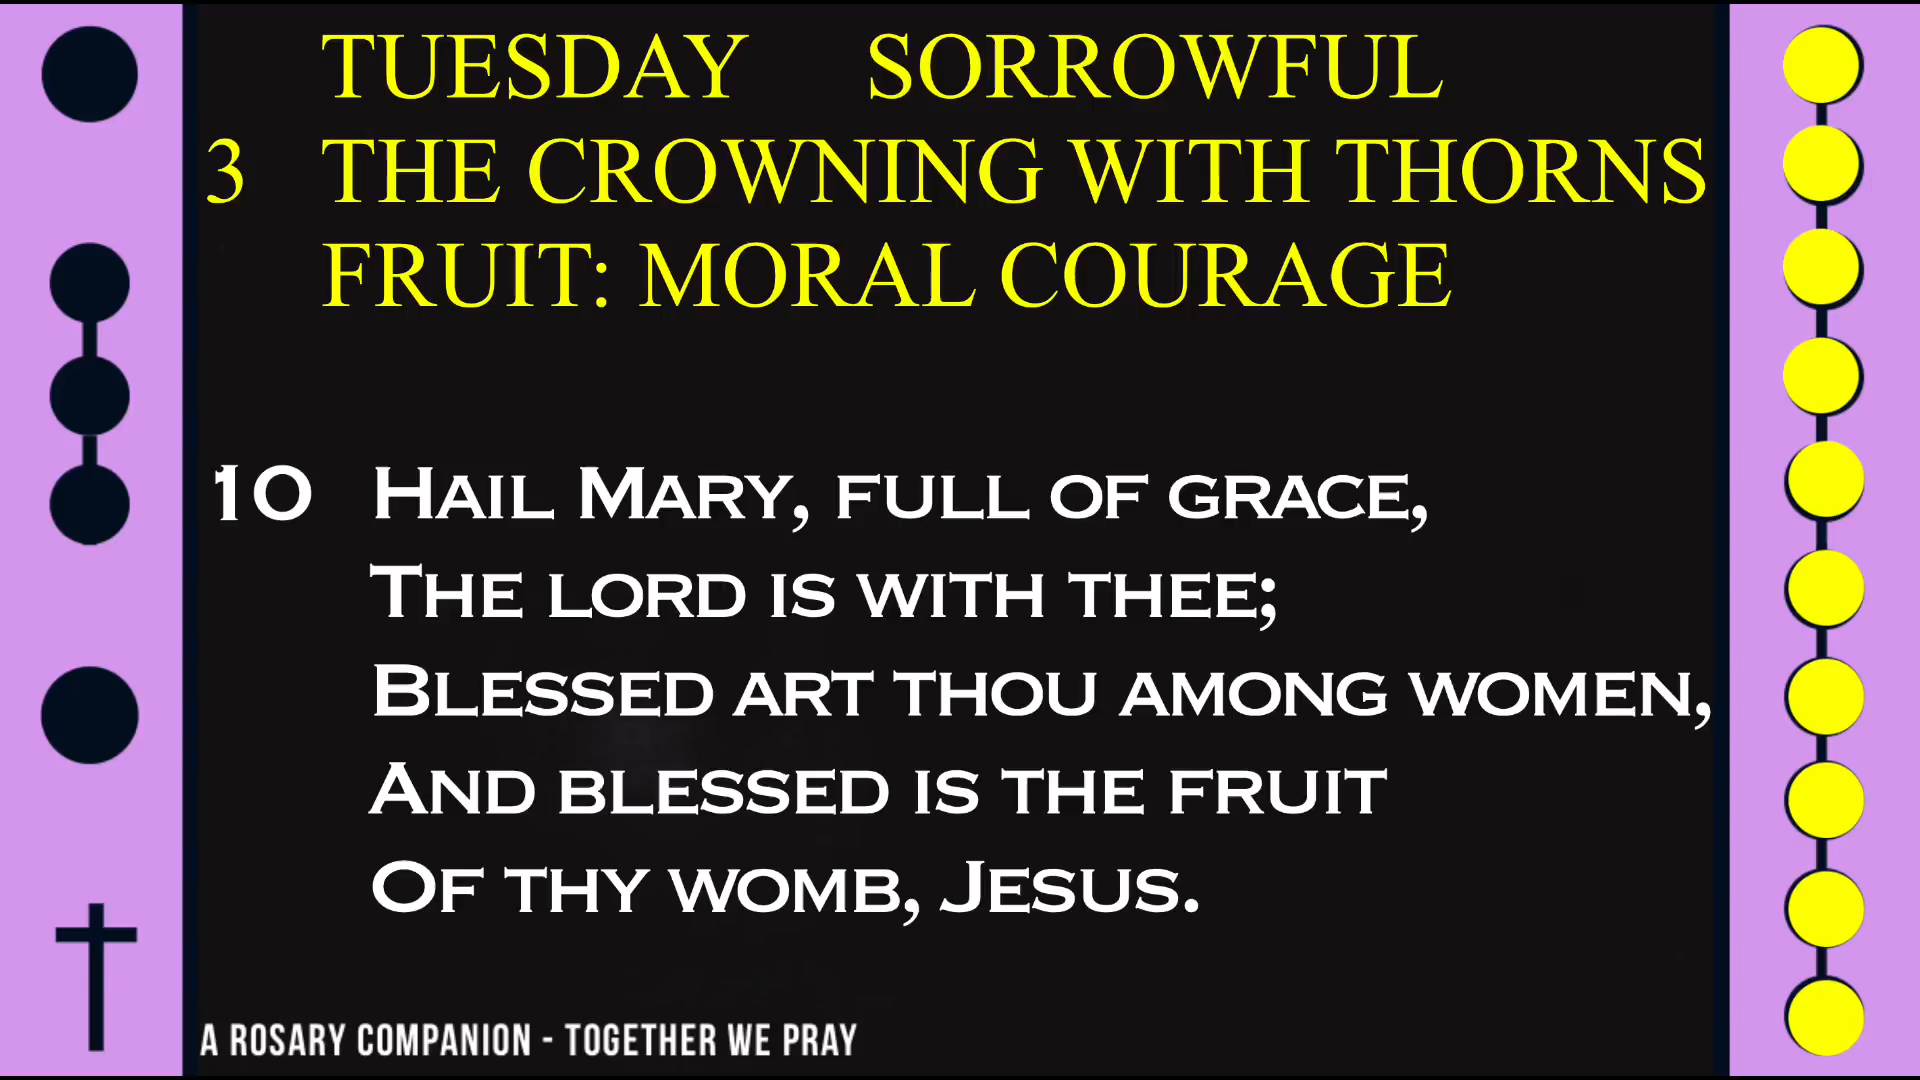 TUESDAY SORROWFUL
3 THE CROWNING WITH THORNS
FRUIT: MORAL COURAGE
10 Hail Mary, full of grace,
The lord is with thee;
Blessed art thou among women,
And blessed is the fruit
Of thy womb, Jesus.
A ROSARY COMPANION - TOGETHER WE PRAY